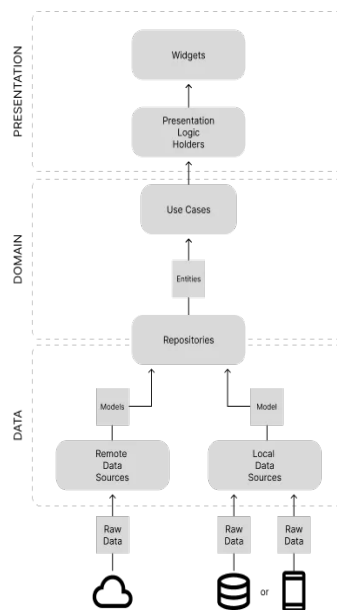 PRESENTATION
Widgets
Presentation
Logic
Holders
DOMAIN
Use Cases
Entities
Repositories
DATA
Models
Model
Remote
Data
Sources
Local
Data
Sources
Raw
Data
Raw
Data
Raw
Data
or